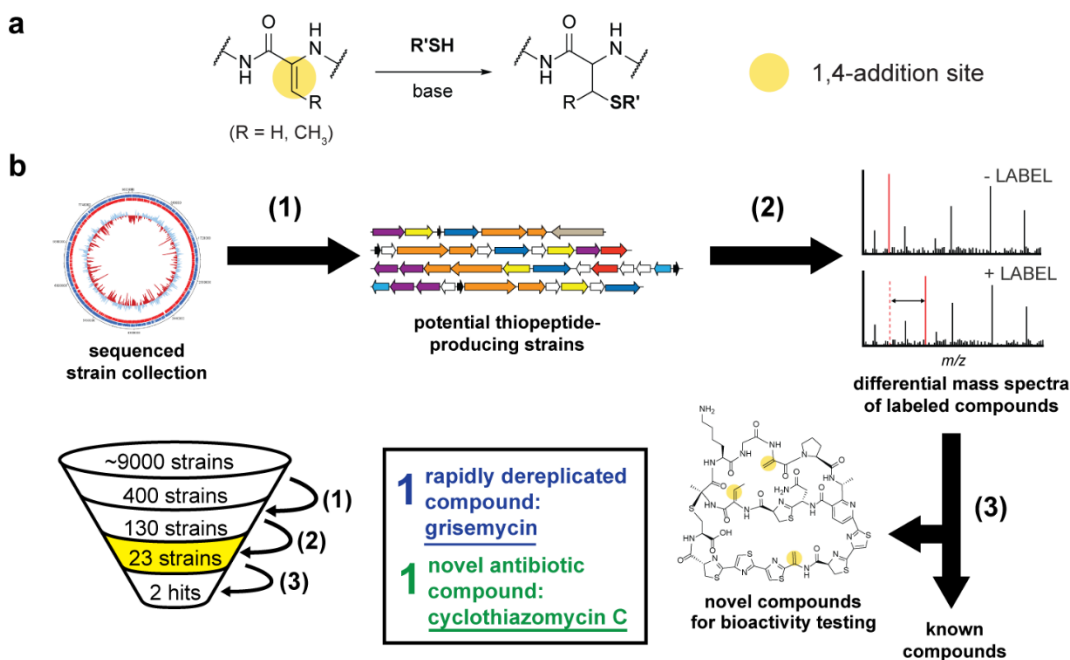 a
O
H
N
N
H
R
(R = H, CH₃)
R'SH
base
O
H
N
N
H
R
SR'
1,4-addition site
b
sequenced
strain collection
(1)
potential thiopeptide-
producing strains
(2)
- LABEL
+ LABEL
m/z
differential mass spectra
of labeled compounds
~9000 strains
400 strains
130 strains
23 strains
2 hits
(1)
(2)
(3)
1 rapidly dereplicated
compound:
grisemycin
1 novel antibiotic
compound:
cyclothiazomycin C
NH₂
novel compounds
for bioactivity testing
(3)
known
compounds